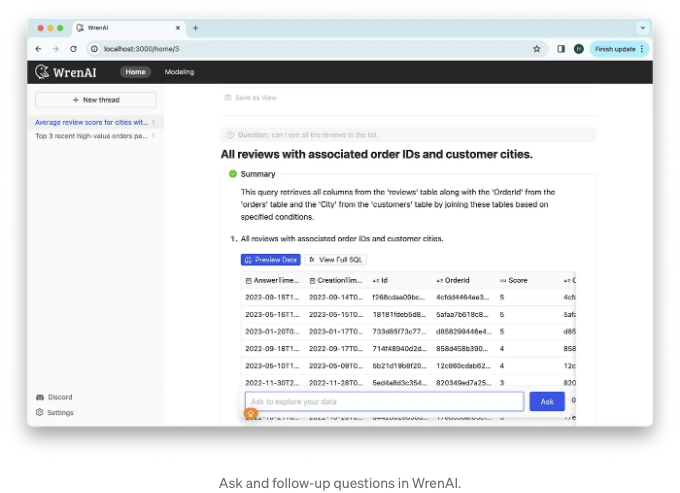 WrenAI
localhost:3000/home/3
Finish update
WrenAI
Home
Modeling
+ New thread
Average review score for cities wit...
Top 3 recent high-value orders pe...
Discord
Settings
Save as View
Question: can I see all the reviews in the list
All reviews with associated order IDs and customer cities.
Summary
This query retrieves all columns from the 'reviews' table along with the 'OrderId' from the
'orders' table and the 'City' from the 'customers' table by joining these tables based on
specified conditions.
1. All reviews with associated order IDs and customer cities.
Preview Data
View Full SQL
AnswerTime... CreationTim... Id OrderId Score
2022-09-15T1... 2022-09-14T0... f268cdaa09bc... 4cfdd4464ae3... 5 4cfc
2023-05-16T1... 2023-05-15T0... 18181fdeb5d8... 5afaa7b618c8... 5 5afa
2023-01-20T0... 2023-01-17T0... 733d85f73c77... d858299446e4... 5 d85
2022-09-18T1... 2022-09-17T0... 714f48940d2d... 858d458b390... 4 858
2023-05-10T1... 2023-05-09T0... 5b21d19b8f20... 12c860cdab62... 4 12c
2022-11-30T2... 2022-11-28T0... 5ed4a8d3c354... 820349ed7a25... 3 820
Ask to explore your data
Ask
Ask and follow-up questions in WrenAI.